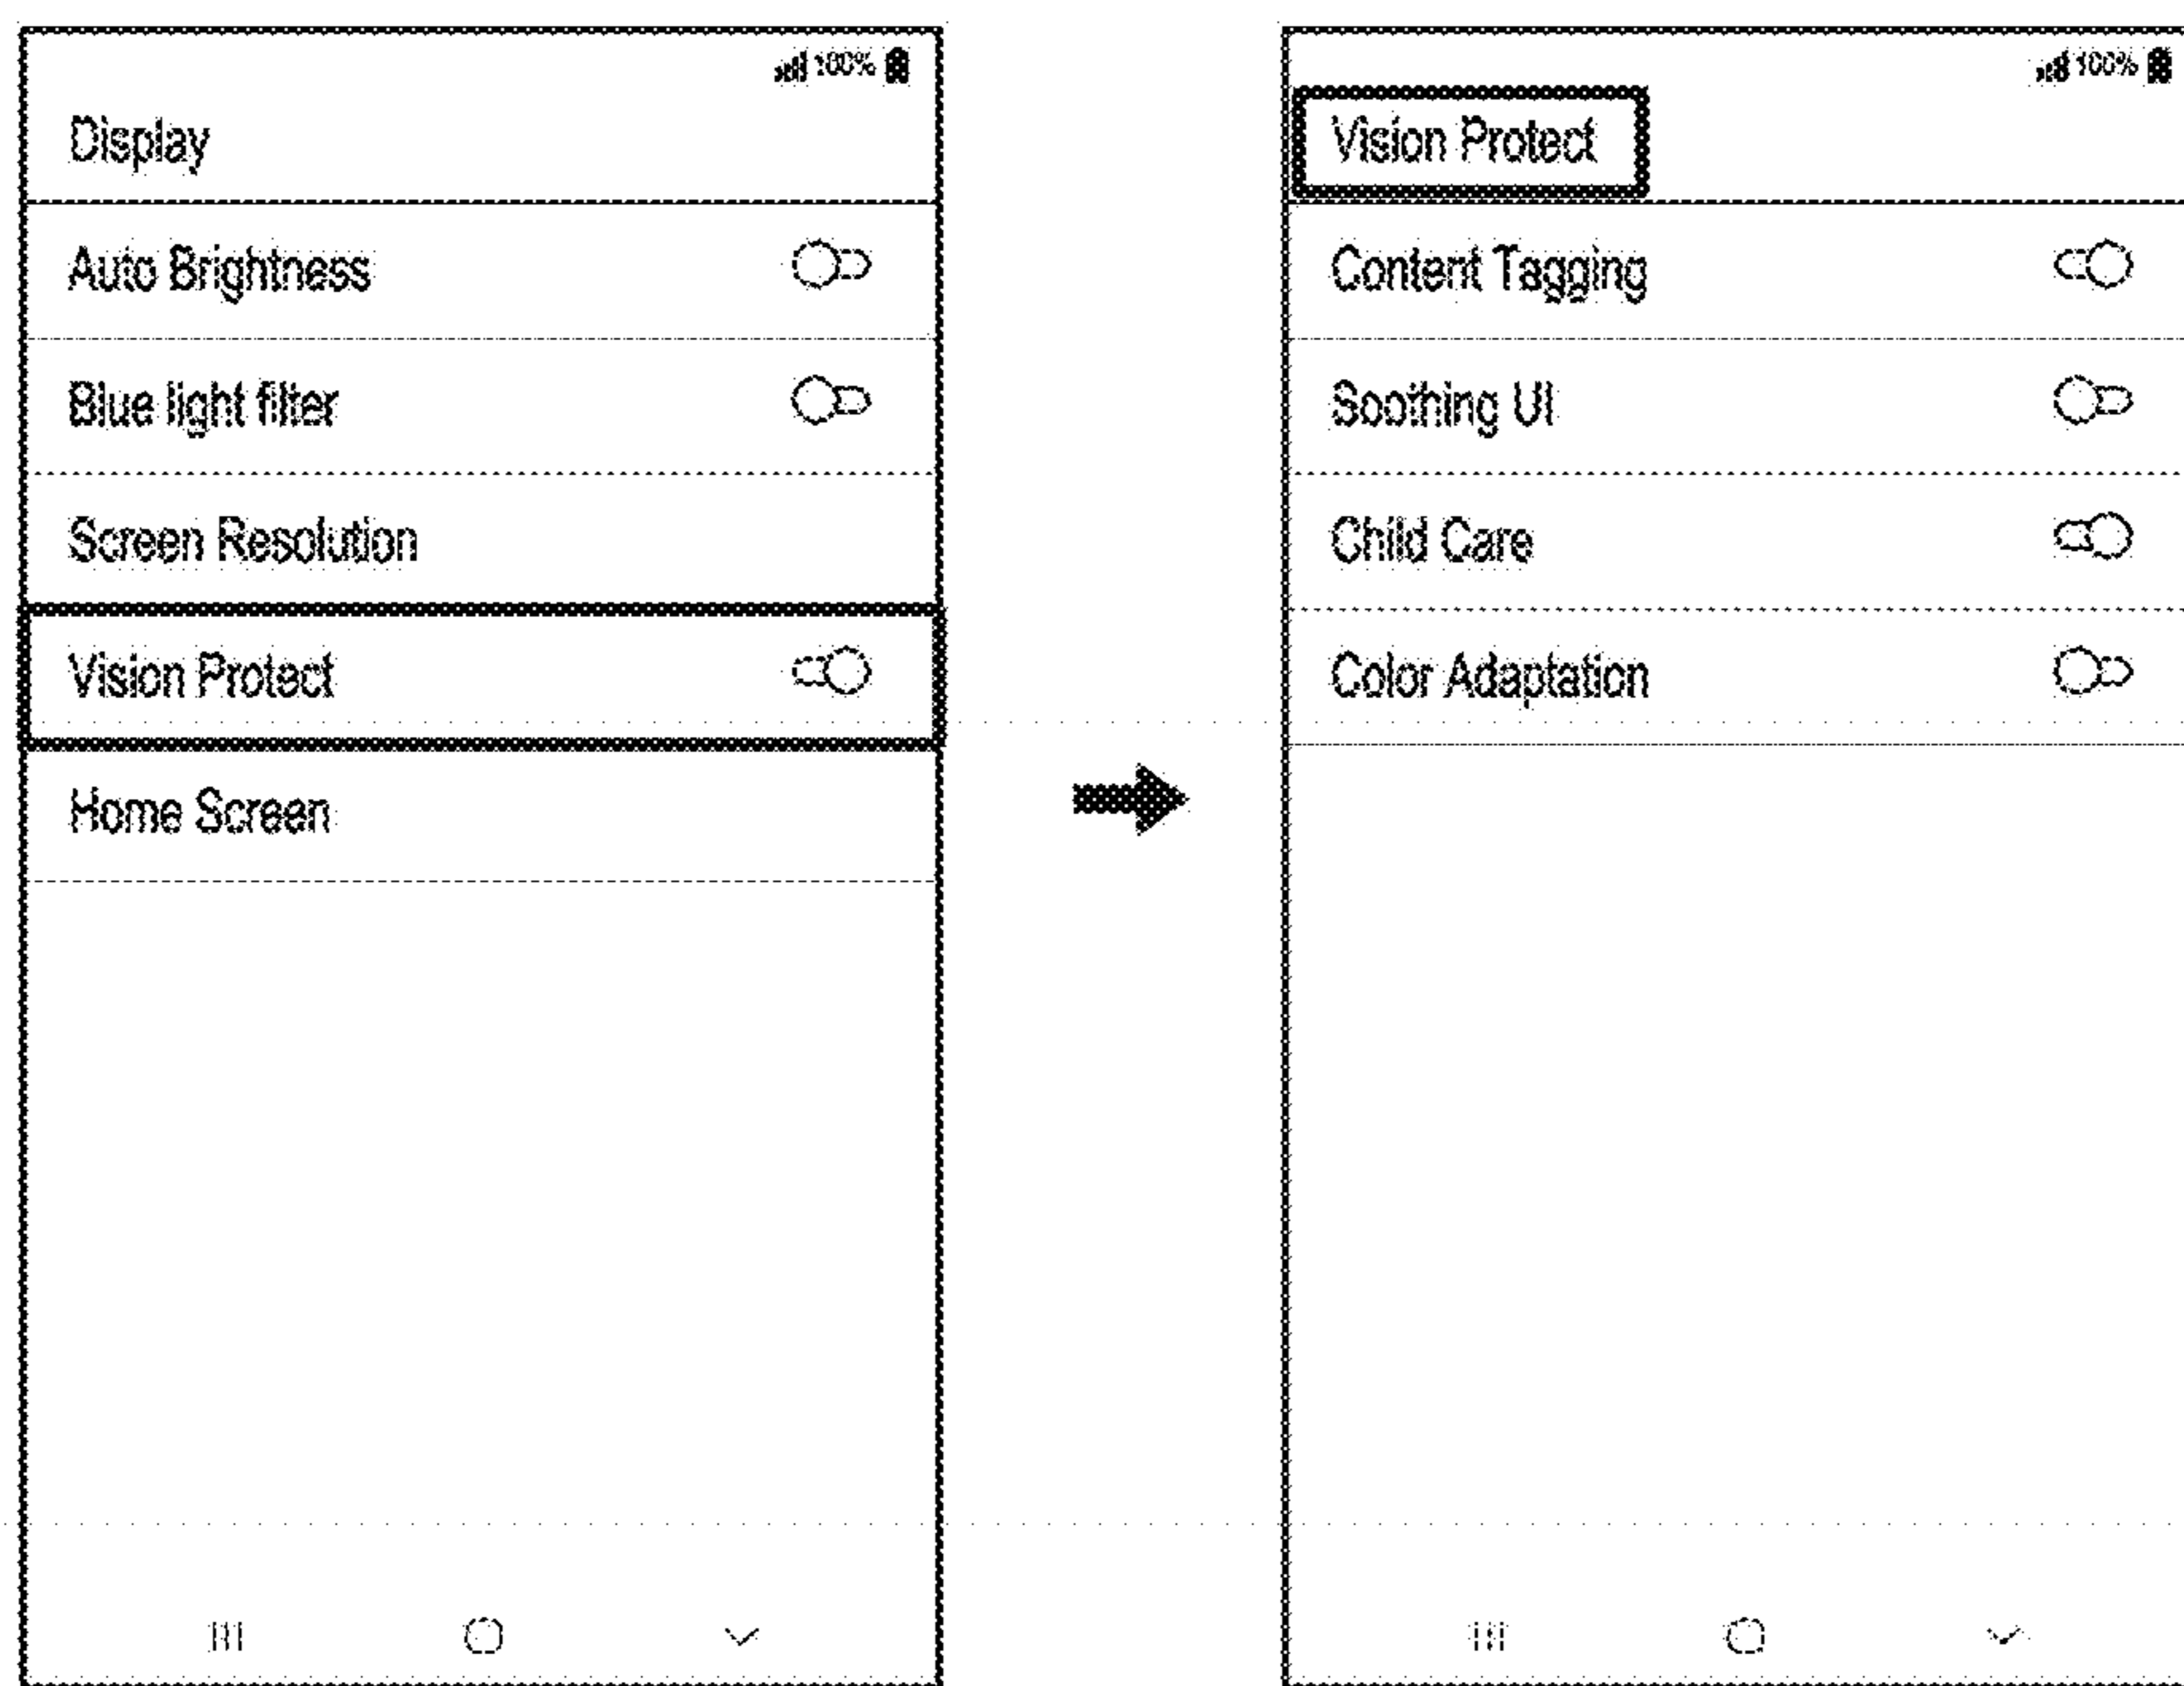 100%
Display
Auto Brightness
Blue light filter
Screen Resolution
Vision Protect
Home Screen
100%
Vision Protect
Content Tagging
Soothing UI
Child Care
Color Adaptation